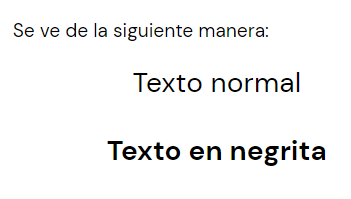 Se ve de la siguiente manera:
Texto normal
Texto en negrita